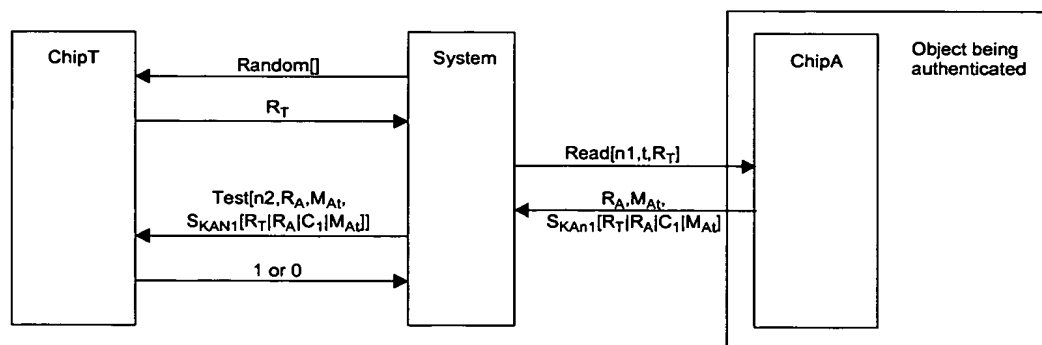 ChipT
System
ChipA
Object being
authenticated
Random[]
R_T
Read[n1,t,R_T]
Test[n2,R_A,M_At,
S_KAN1[R_T|R_A|C_1|M_At]]
R_A,M_At,
S_KAn1[R_T|R_A|C_1|M_At]
1 or 0